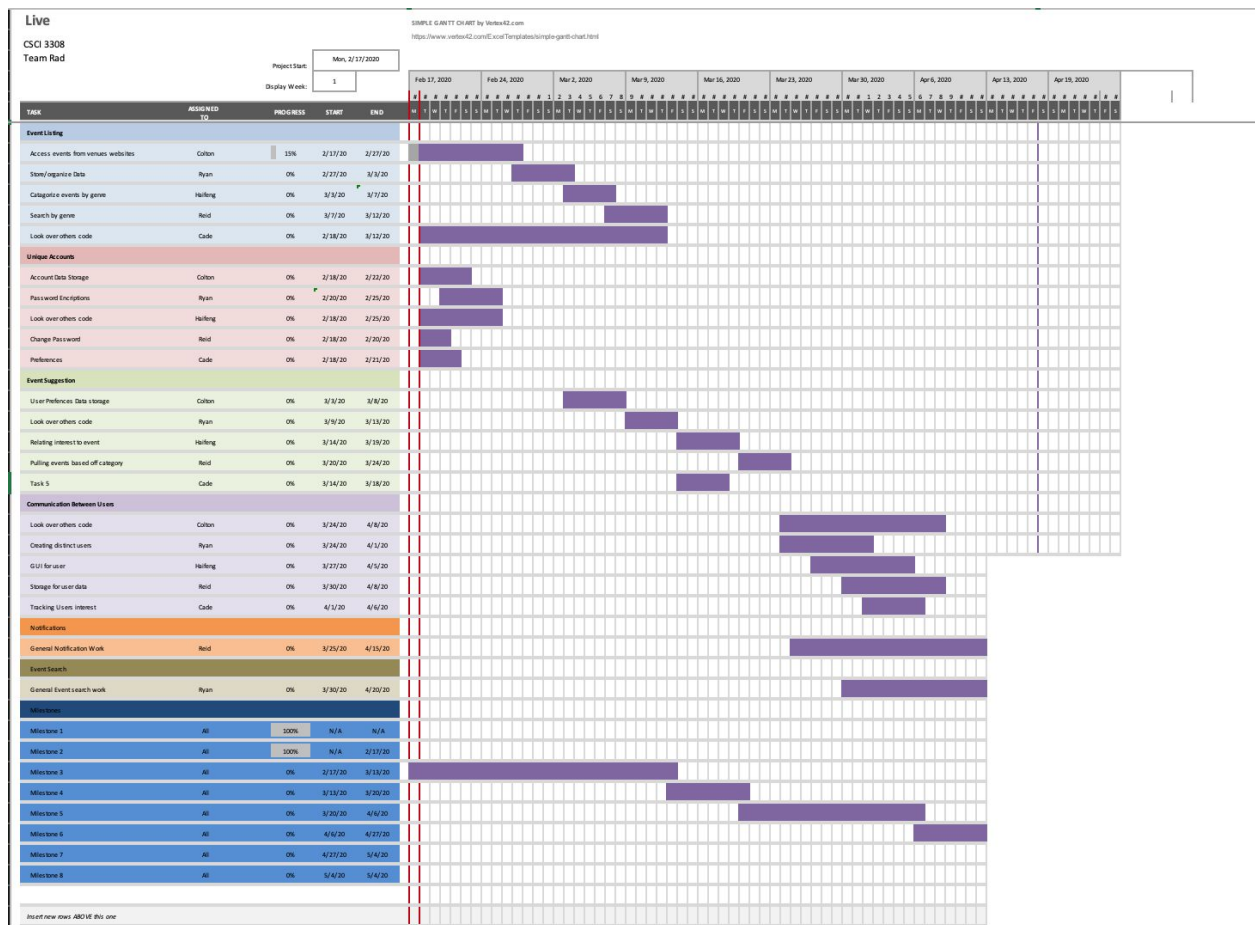 Live
SIMPLE GANTT CHART by Vertex42.com
https://www.vertex42.com/ExcelTemplates/simple-gantt-chart.html
CSCI 3308
Team Rad
Project Start: Mon, 2/17/2020
Display Week: 1
Feb 17, 2020 Feb 24, 2020 Mar 2, 2020 Mar 9, 2020 Mar 16, 2020 Mar 23, 2020 Mar 30, 2020 Apr 6, 2020 Apr 13, 2020 Apr 19, 2020
# # # # # # # # # # # # # 1 2 3 4 5 6 7 8 9 # # # # # # # # # # # # # # # # # # # # # # 1 2 3 4 5 6 7 8 9 # # # # # # # # # # #
TASK ASSIGNED TO PROGRESS START END M T W T F S S M T W T F S S M T W T F S S M T W T F S S M T W T F S S M T W T F S S M T W T F S S M T W T F S S M T W T F S S M T W T F S
Event Listing
Access events from venues websites Colton 15% 2/17/20 2/27/20
Store/organize Data Ryan 0% 2/27/20 3/3/20
Catagorize events by genre Haifeng 0% 3/3/20 3/7/20
Search by genre Reid 0% 3/7/20 3/12/20
Look over others code Cade 0% 2/18/20 3/12/20
Unique Accounts
Account Data Storage Colton 0% 2/18/20 2/22/20
Password Encriptions Ryan 0% 2/20/20 2/25/20
Look over others code Haifeng 0% 2/18/20 2/25/20
Change Password Reid 0% 2/18/20 2/20/20
Preferences Cade 0% 2/18/20 2/21/20
Event Suggestion
User Prefences Data storage Colton 0% 3/3/20 3/8/20
Look over others code Ryan 0% 3/9/20 3/13/20
Relating interest to event Haifeng 0% 3/14/20 3/19/20
Pulling events based off category Reid 0% 3/20/20 3/24/20
Task 5 Cade 0% 3/14/20 3/18/20
Communication Between Users
Look over others code Colton 0% 3/24/20 4/8/20
Creating distinct users Ryan 0% 3/24/20 4/1/20
GUI for user Haifeng 0% 3/27/20 4/5/20
Storage for user data Reid 0% 3/30/20 4/8/20
Tracking Users interest Cade 0% 4/1/20 4/6/20
Notifications
General Notification Work Reid 0% 3/25/20 4/15/20
Event Search
General Event search work Ryan 0% 3/30/20 4/20/20
Milestones
Milestone 1 All 100% N/A N/A
Milestone 2 All 100% N/A 2/17/20
Milestone 3 All 0% 2/17/20 3/13/20
Milestone 4 All 0% 3/13/20 3/20/20
Milestone 5 All 0% 3/20/20 4/6/20
Milestone 6 All 0% 4/6/20 4/27/20
Milestone 7 All 0% 4/27/20 5/4/20
Milestone 8 All 0% 5/4/20 5/4/20
Insert new rows ABOVE this one